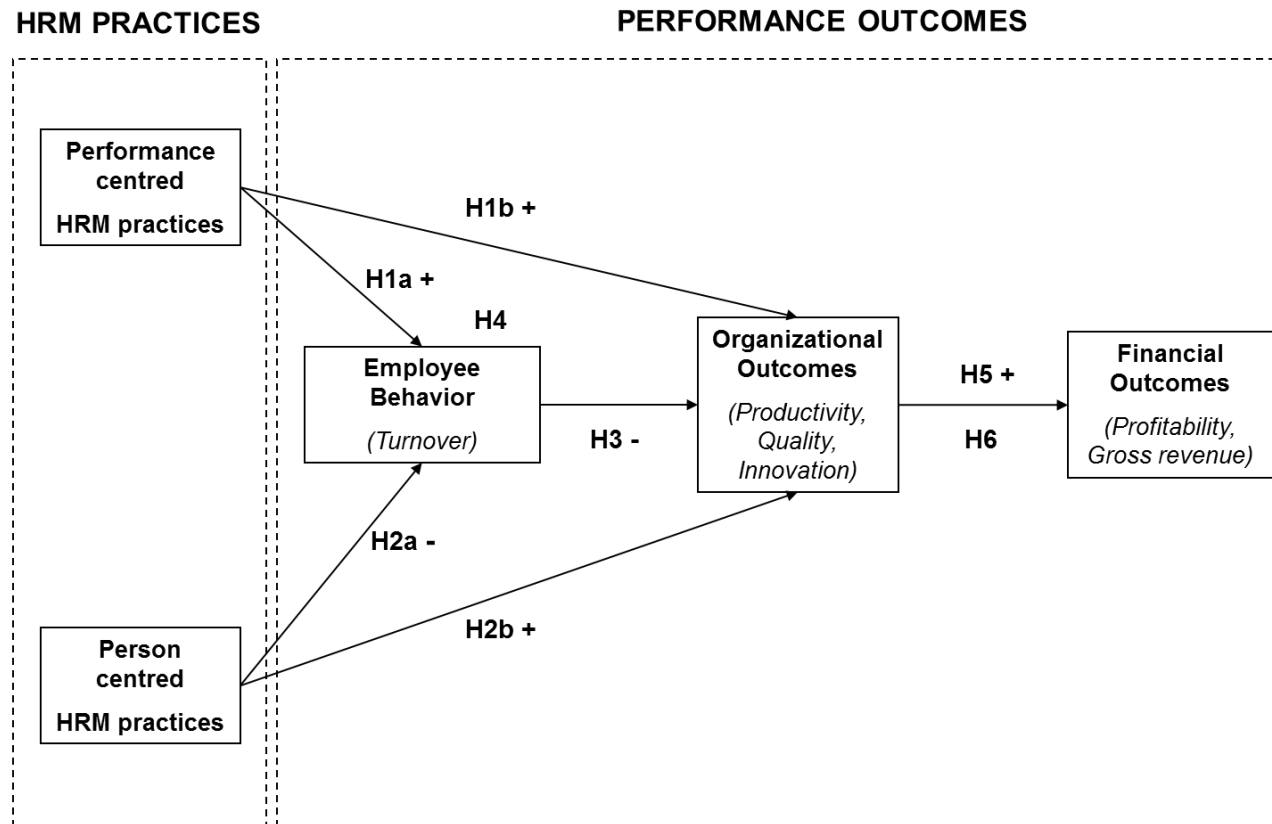 HRM PRACTICES
PERFORMANCE OUTCOMES
Performance
centred
HRM practices
H1b +
H1a +
H4
Employee
Behavior
(Turnover)
H3 -
Organizational
Outcomes
(Productivity,
Quality,
Innovation)
H5 +
H6
Financial
Outcomes
(Profitability,
Gross revenue)
H2a -
H2b +
Person
centred
HRM practices